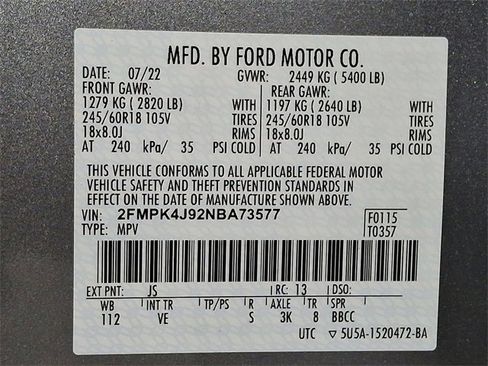 MFD. BY FORD MOTOR CO.
DATE: 07/22 GVWR: 2449 KG ( 5400 LB)
FRONT GAWR: REAR GAWR:
1279 KG ( 2820 LB) WITH 1197 KG ( 2640 LB) WITH
245/60R18 105V TIRES 245/60R18 105V TIRES
18x8.0J RIMS 18x8.0J RIMS
AT 240 kPa/ 35 PSI COLD AT 240 kPa/ 35 PSI COLD
THIS VEHICLE CONFORMS TO ALL APPLICABLE FEDERAL MOTOR
VEHICLE SAFETY AND THEFT PREVENTION STANDARDS IN
EFFECT ON THE DATE OF MANUFACTURE SHOWN ABOVE.
VIN: 2FMPK4J92NBA73577 F0115
TYPE: MPV T0357
EXT PNT: JS RC: 13 DSO:
WB INT TR TP/PS R AXLE TR SPR
112 VE S 3K 8 BBCC
UTC ▽ 5U5A-1520472-BA